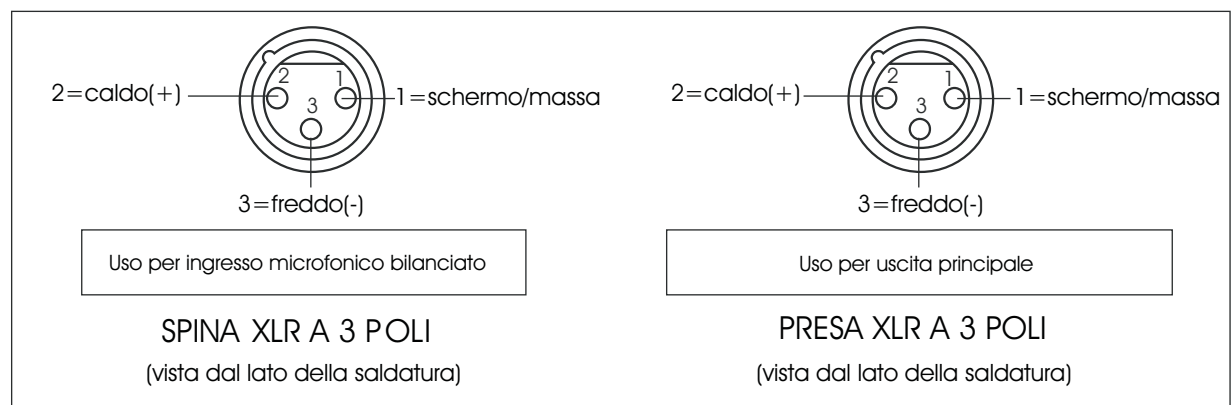 2 1
3
2=caldo(+)
1=schermo/massa
3=freddo(-)
Uso per ingresso microfonico bilanciato
SPINA XLR A 3 POLI
(vista dal lato della saldatura)
2 1
3
2=caldo(+)
1=schermo/massa
3=freddo(-)
Uso per uscita principale
PRESA XLR A 3 POLI
(vista dal lato della saldatura)